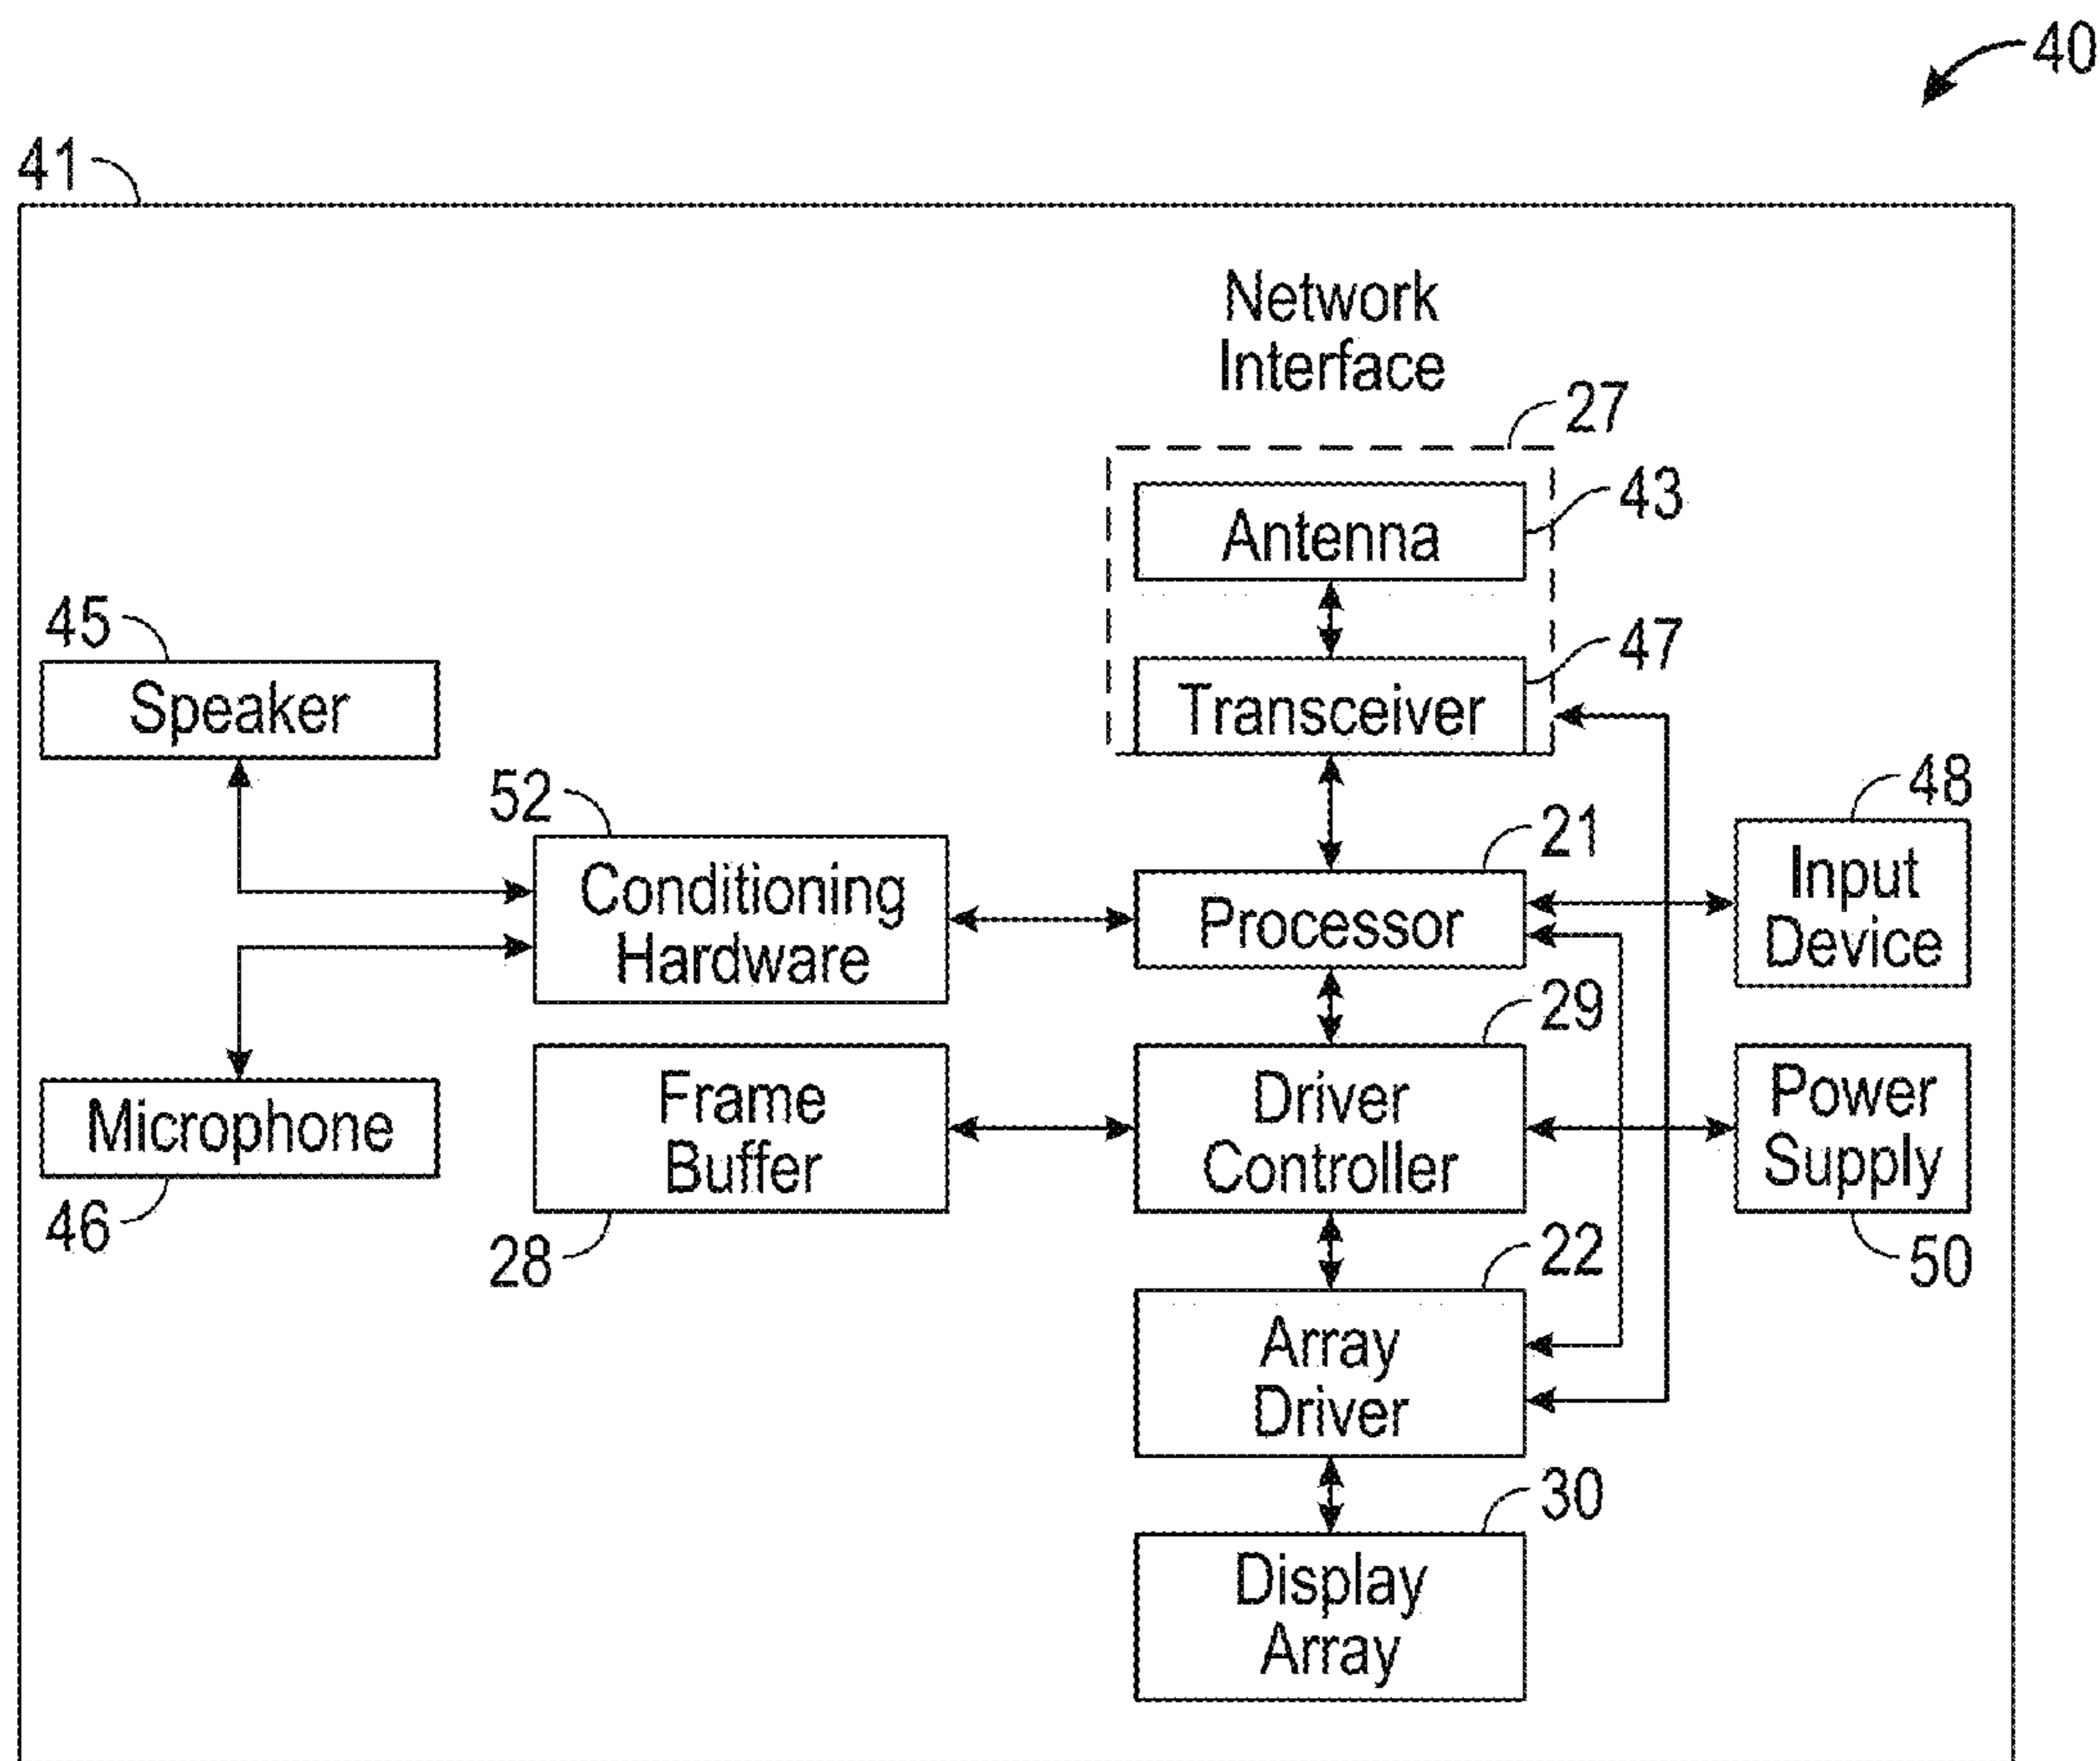 40
41
Network
Interface
27
Antenna
43
45
Speaker
Transceiver
47
52
Conditioning
Hardware
21
Processor
48
Input
Device
Microphone
46
Frame
Buffer
28
29
Driver
Controller
Power
Supply
50
22
Array
Driver
30
Display
Array